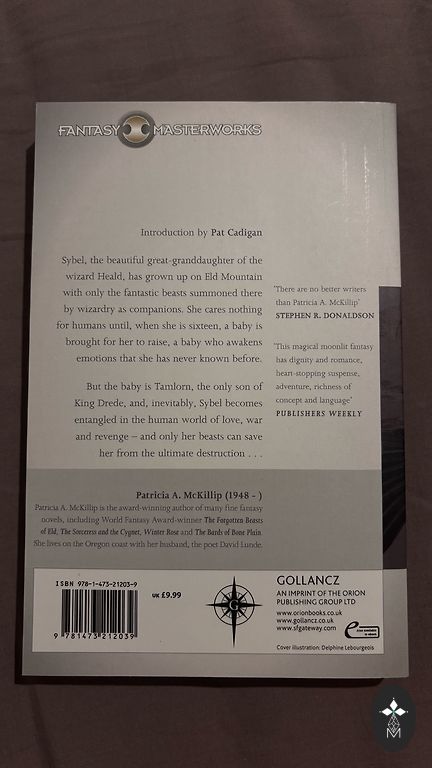 FANTASY MASTERWORKS
Introduction by Pat Cadigan
Sybel, the beautiful great-granddaughter of the
wizard Heald, has grown up on Eld Mountain
with only the fantastic beasts summoned there
by wizardry as companions. She cares nothing
for humans until, when she is sixteen, a baby is
brought for her to raise, a baby who awakens
emotions that she has never known before.
But the baby is Tamlorn, the only son of
King Drede, and, inevitably, Sybel becomes
entangled in the human world of love, war
and revenge – and only her beasts can save
her from the ultimate destruction . . .
'There are no better writers
than Patricia A. McKillip'
STEPHEN R. DONALDSON
'This magical moonlit fantasy
has dignity and romance,
heart-stopping suspense,
adventure, richness of
concept and language'
PUBLISHERS WEEKLY
Patricia A. McKillip (1948 - )
Patricia A. McKillip is the award-winning author of many fine fantasy
novels, including World Fantasy Award-winner The Forgotten Beasts
of Eld, The Sorceress and the Cygnet, Winter Rose and The Bards of Bone Plain.
She lives on the Oregon coast with her husband, the poet David Lunde.
ISBN 978-1-473-21203-9
9 781473 212039
UK £9.99
G
GOLLANCZ
AN IMPRINT OF THE ORION
PUBLISHING GROUP LTD
www.orionbooks.co.uk
www.gollancz.co.uk
www.sfgateway.com
Cover illustration: Delphine Lebourgeois
M